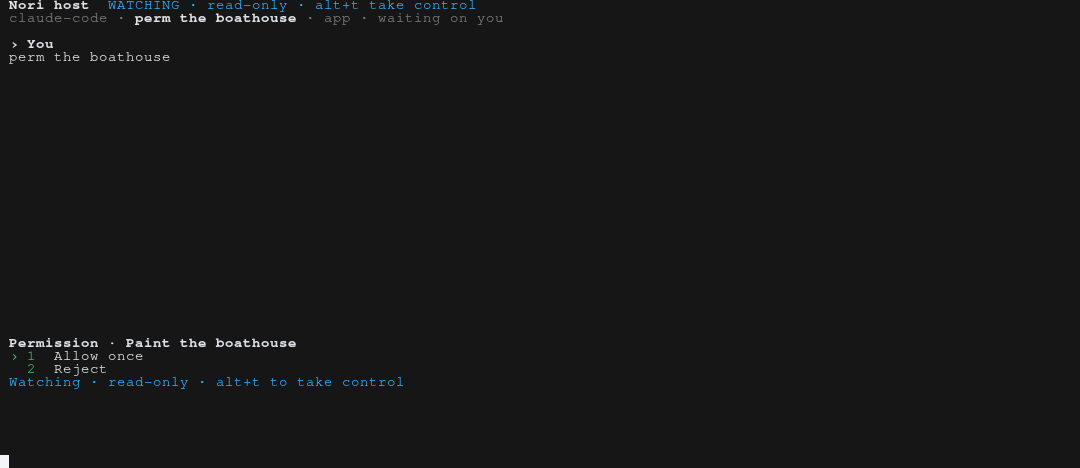 Nori host  WATCHING · read-only · alt+t take control
claude-code · perm the boathouse · app · waiting on you
› You
perm the boathouse
Permission · Paint the boathouse
› 1  Allow once
  2  Reject
Watching · read-only · alt+t to take control